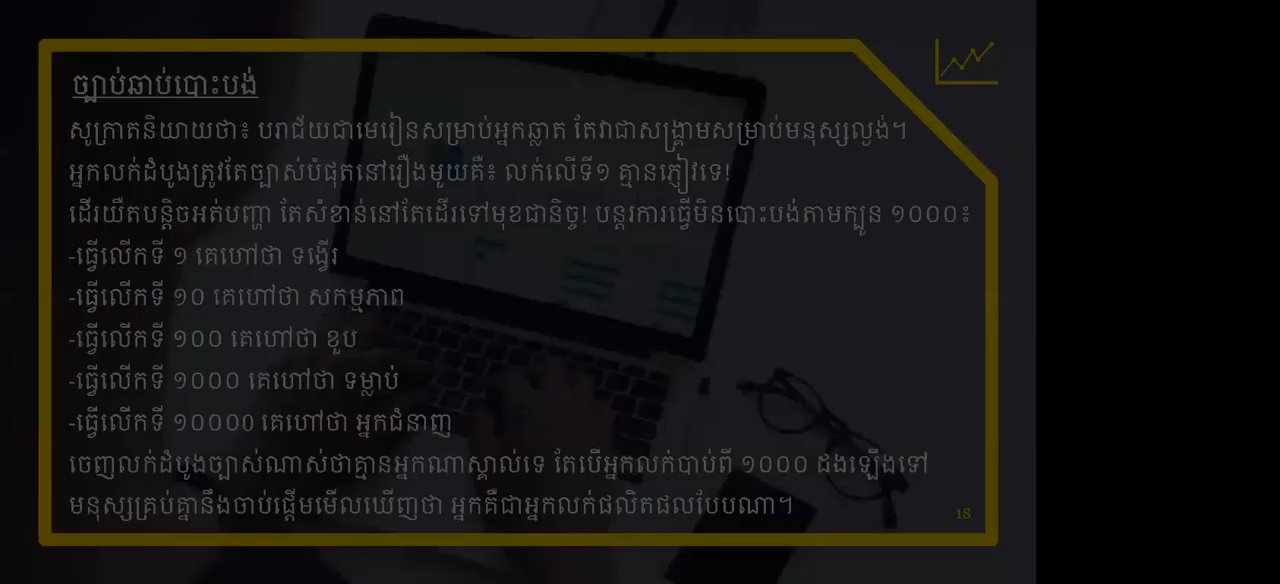 ច្បាប់ឆាប់បោះបង់
សូក្រាតនិយាយថា៖ បរាជ័យជាមេរៀនសម្រាប់អ្នកឆ្លាត តែវាជាសង្គ្រាមសម្រាប់មនុស្សល្ងង់។
អ្នកលក់ដំបូងត្រូវតែច្បាស់បំផុតនៅរឿងមួយគឺ៖ លក់លើទី១ គ្មានភ្ញៀវទេ!
ដើរយឺតបន្តិចអត់បញ្ហា តែសំខាន់នៅតែដើរទៅមុខជានិច្ច! បន្តរការធ្វើមិនបោះបង់តាមក្បួន ១០០០៖
-ធ្វើលើកទី ១ គេហៅថា ទង្វើរ
-ធ្វើលើកទី ១០ គេហៅថា សកម្មភាព
-ធ្វើលើកទី ១០០ គេហៅថា ខួប
-ធ្វើលើកទី ១០០០ គេហៅថា ទម្លាប់
-ធ្វើលើកទី ១០០០០ គេហៅថា អ្នកជំនាញ
ចេញលក់ដំបូងច្បាស់ណាស់ថាគ្មានអ្នកណាស្គាល់ទេ តែបើអ្នកលក់បាប់ពី ១០០០ ដងឡើងទៅ
មនុស្សគ្រប់គ្នានឹងចាប់ផ្ដើមមើលឃើញថា អ្នកគឺជាអ្នកលក់ផលិតផលបែបណា។
18